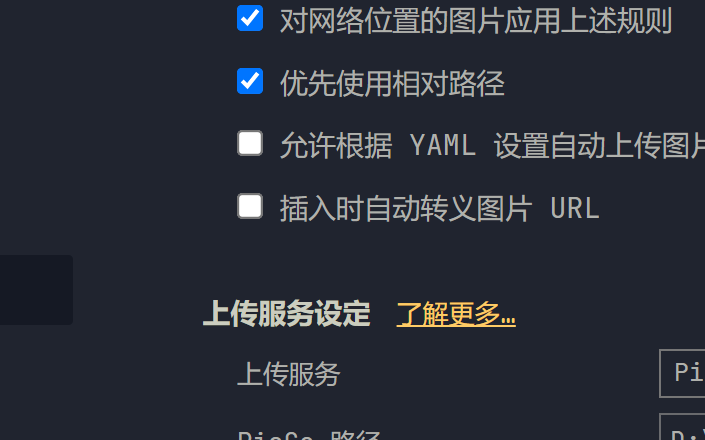 对网络位置的图片应用上述规则
优先使用相对路径
允许根据 YAML 设置自动上传图片
插入时自动转义图片 URL
上传服务设定 了解更多…
上传服务 Pi
PicGo 路径 D:\